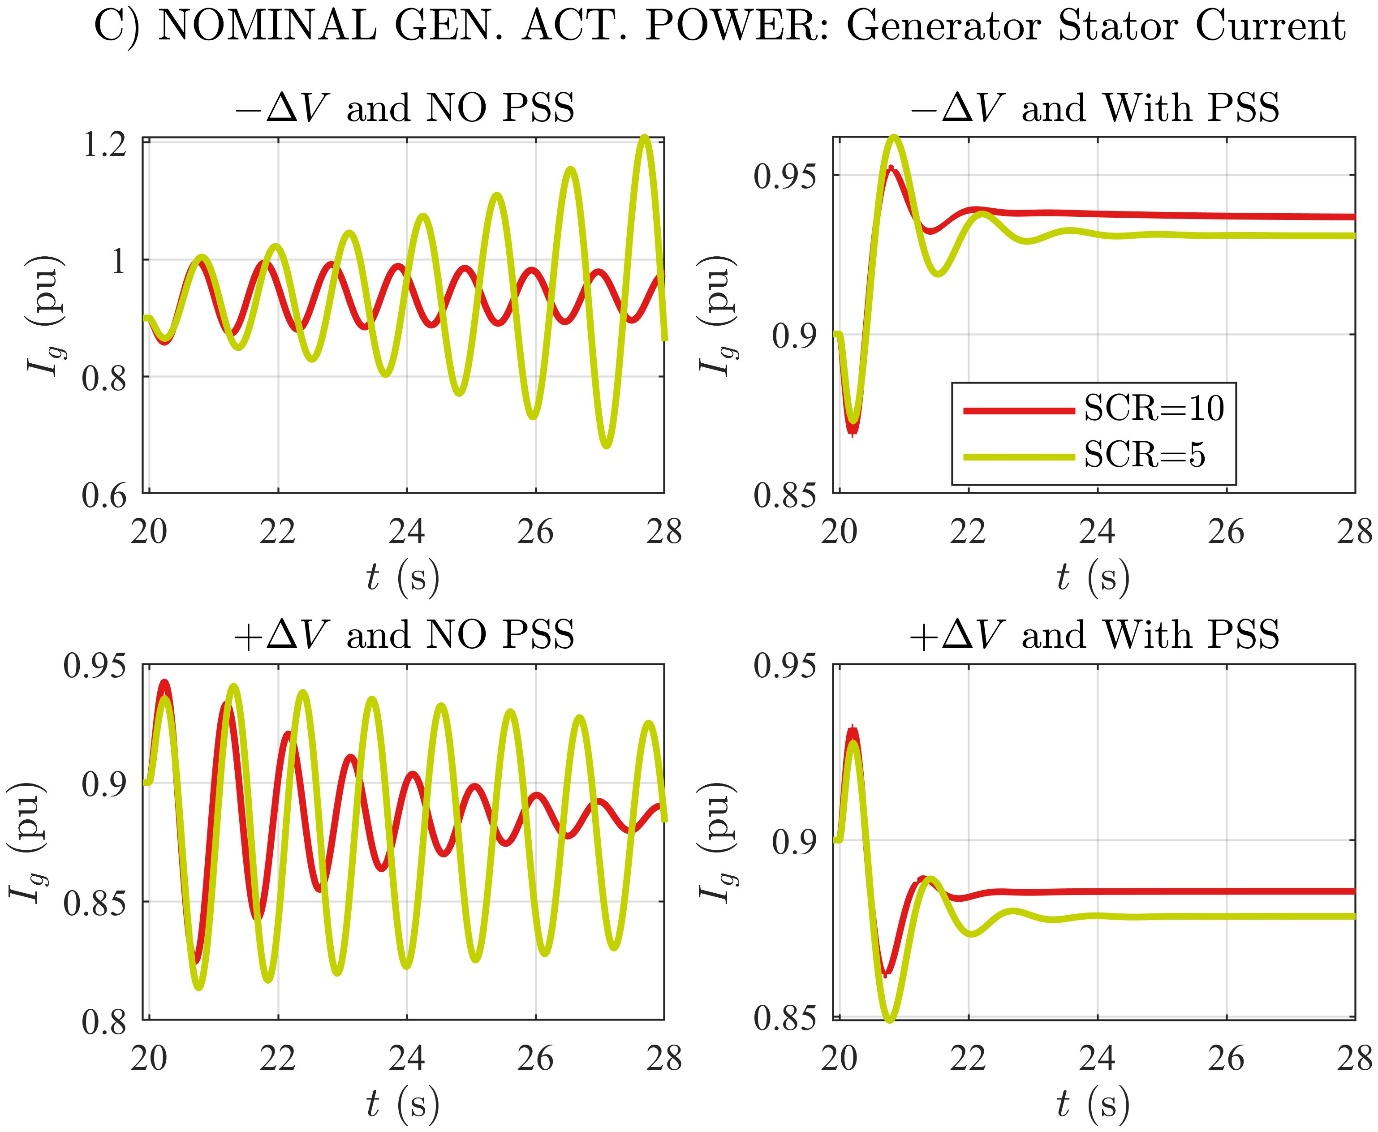 C) NOMINAL GEN. ACT. POWER: Generator Stator Current
−ΔV and NO PSS
1.2
1
0.8
0.6
I_g (pu)
20 22 24 26 28
t (s)
−ΔV and With PSS
0.95
0.9
0.85
I_g (pu)
SCR=10
SCR=5
20 22 24 26 28
t (s)
+ΔV and NO PSS
0.95
0.9
0.85
0.8
I_g (pu)
20 22 24 26 28
t (s)
+ΔV and With PSS
0.95
0.9
0.85
I_g (pu)
20 22 24 26 28
t (s)